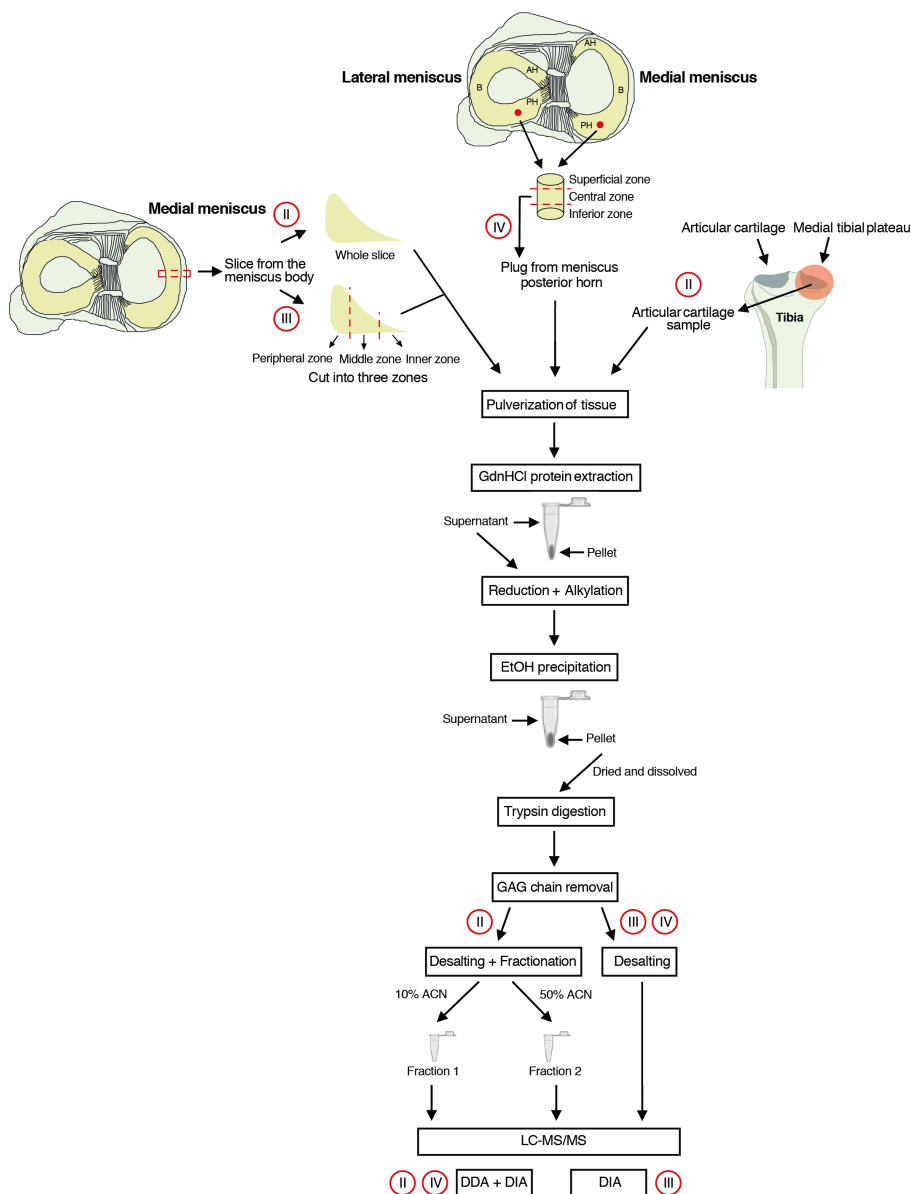 AH
Lateral meniscus
Medial meniscus
AH
B
B
PH
PH
Superficial zone
Central zone
Inferior zone
IV
Plug from meniscus
posterior horn
Medial meniscus
II
Whole slice
Slice from the
meniscus body
III
Peripheral zone
Middle zone
Inner zone
Cut into three zones
Articular cartilage
Medial tibial plateau
II
Articular cartilage
sample
Tibia
Pulverization of tissue
GdnHCl protein extraction
Supernatant
Pellet
Reduction + Alkylation
EtOH precipitation
Supernatant
Pellet
Dried and dissolved
Trypsin digestion
GAG chain removal
II
III
IV
Desalting + Fractionation
Desalting
10% ACN
50% ACN
Fraction 1
Fraction 2
LC-MS/MS
II
IV
DDA + DIA
DIA
III